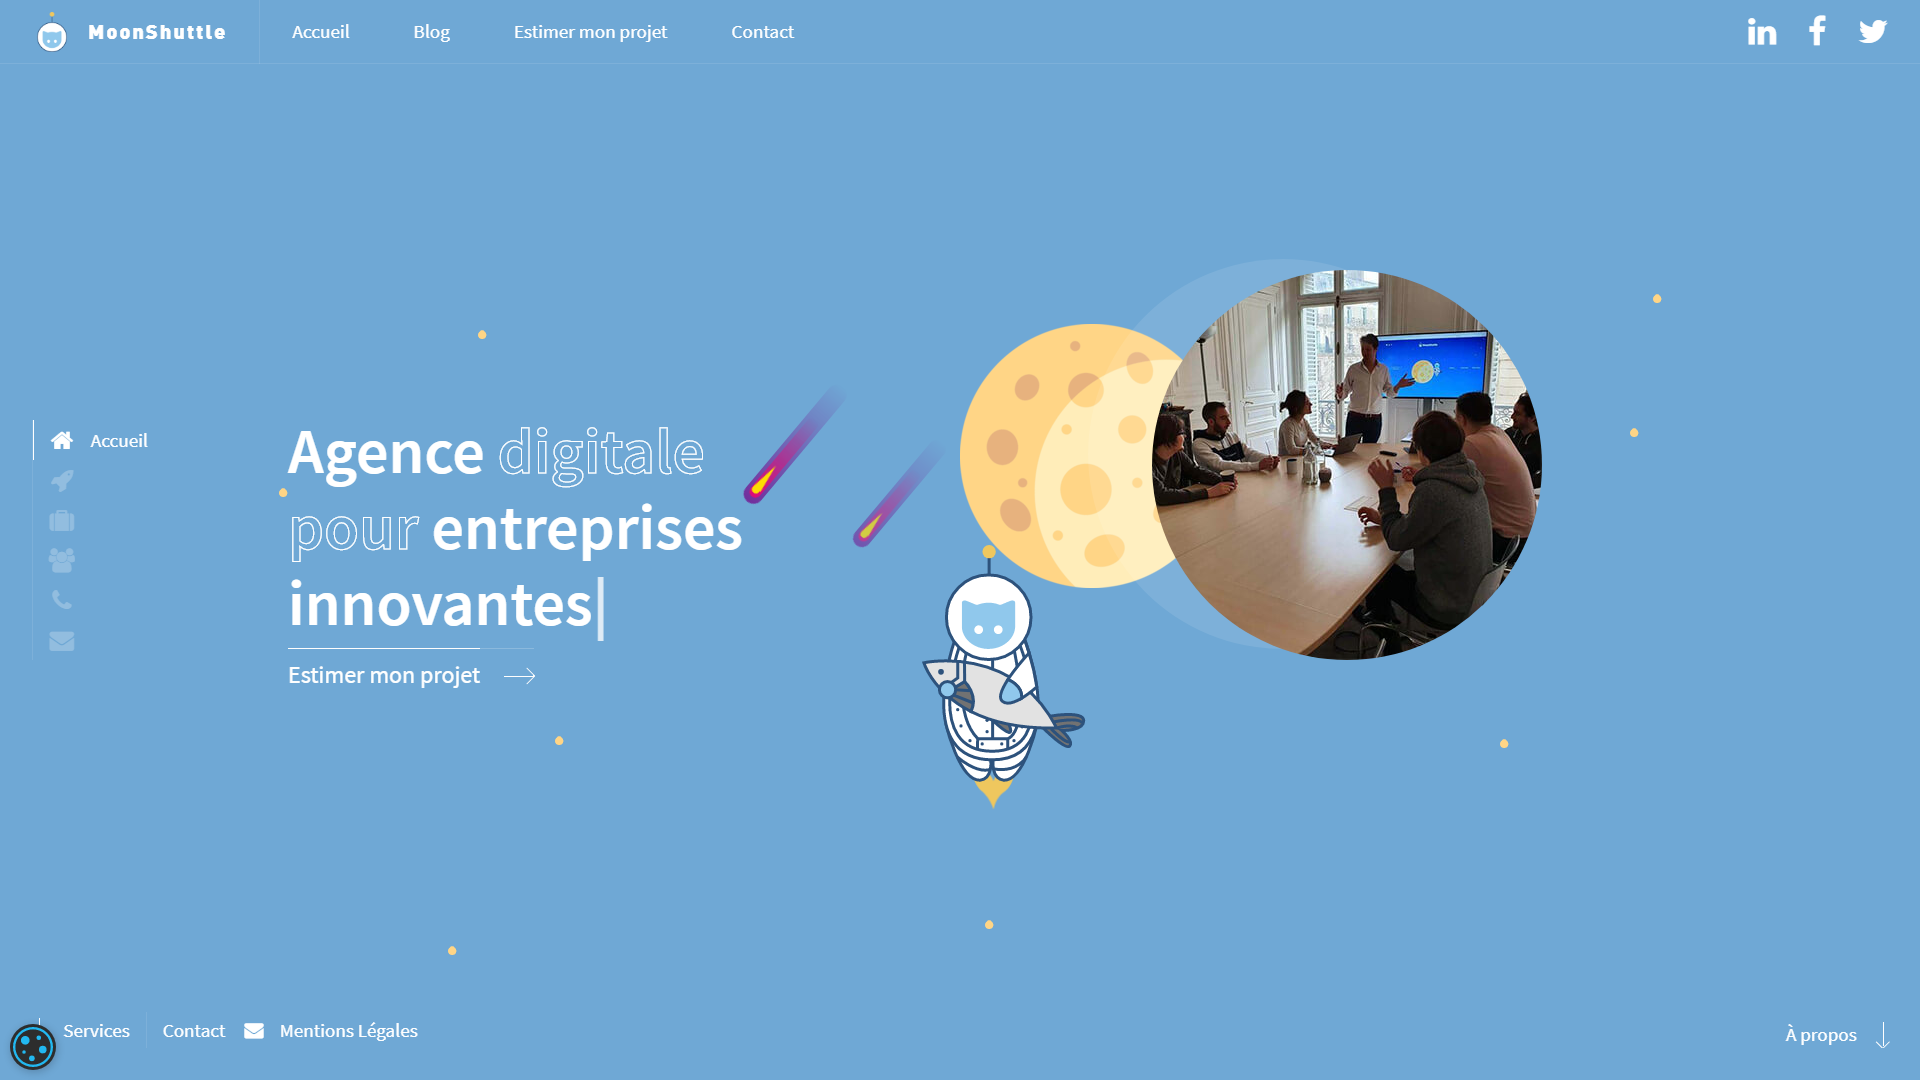 MoonShuttle
Accueil
Blog
Estimer mon projet
Contact
Accueil
Agence digitale
pour entreprises
innovantes|
Estimer mon projet
Services
Contact
Mentions Légales
À propos